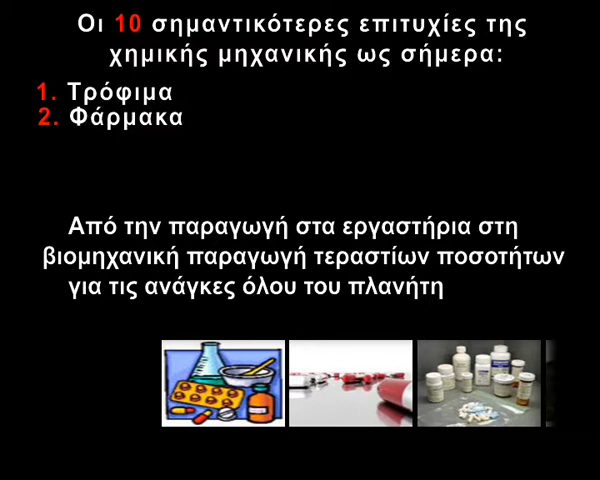 Οι 10 σημαντικότερες επιτυχίες της
χημικής μηχανικής ως σήμερα:
1. Τρόφιμα
2. Φάρμακα
Από την παραγωγή στα εργαστήρια στη
βιομηχανική παραγωγή τεραστίων ποσοτήτων
για τις ανάγκες όλου του πλανήτη